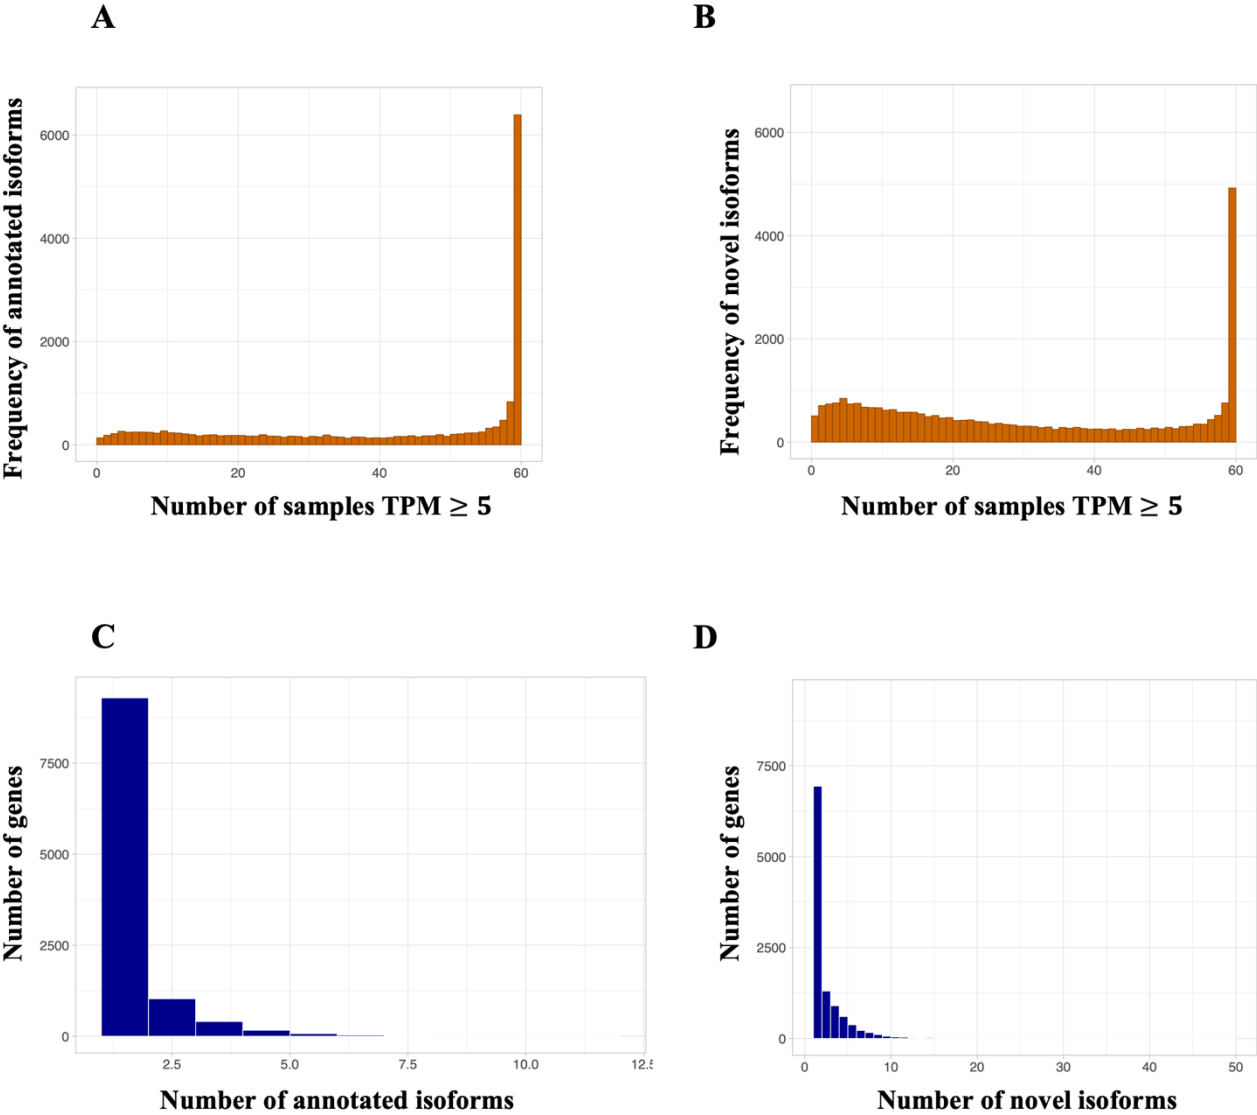 A
B
Frequency of annotated isoforms
6000
4000
2000
0
0
20
40
60
Number of samples TPM ≥ 5
Frequency of novel isoforms
6000
4000
2000
0
0
20
40
60
Number of samples TPM ≥ 5
C
D
Number of genes
7500
5000
2500
0
2.5
5.0
7.5
10.0
12.5
Number of annotated isoforms
Number of genes
7500
5000
2500
0
0
10
20
30
40
50
Number of novel isoforms